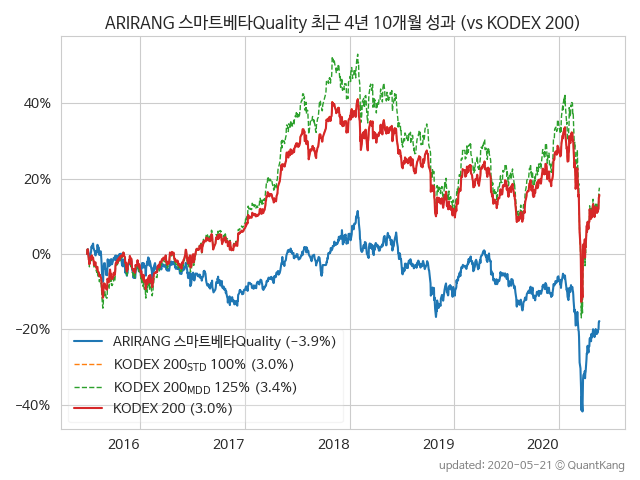 ARIRANG 스마트베타Quality 최근 4년 10개월 성과 (vs KODEX 200)
40%
20%
0%
−20%
−40%
ARIRANG 스마트베타Quality (−3.9%)
KODEX 200STD 100% (3.0%)
KODEX 200MDD 125% (3.4%)
KODEX 200 (3.0%)
2016 2017 2018 2019 2020
updated: 2020-05-21 © QuantKang